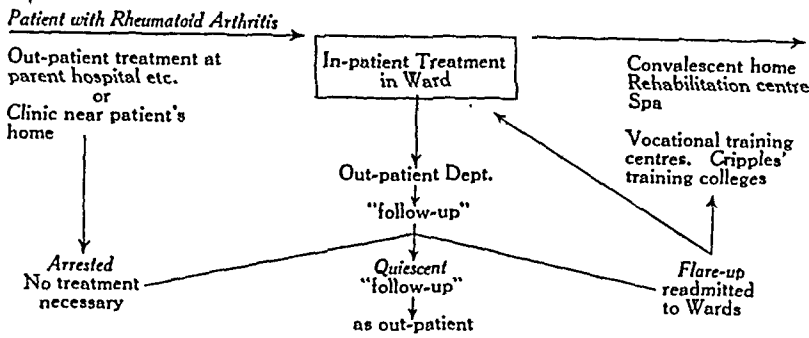 Patient with Rheumatoid Arthritis
Out-patient treatment at
parent hospital etc.
or
Clinic near patient's
home
In-patient Treatment
in Ward
Convalescent home
Rehabilitation centre
Spa
Vocational training
centres. Cripples'
training colleges
Out-patient Dept.
"follow-up"
Arrested
No treatment
necessary
Quiescent
"follow-up"
as out-patient
Flare-up
readmitted
to Wards